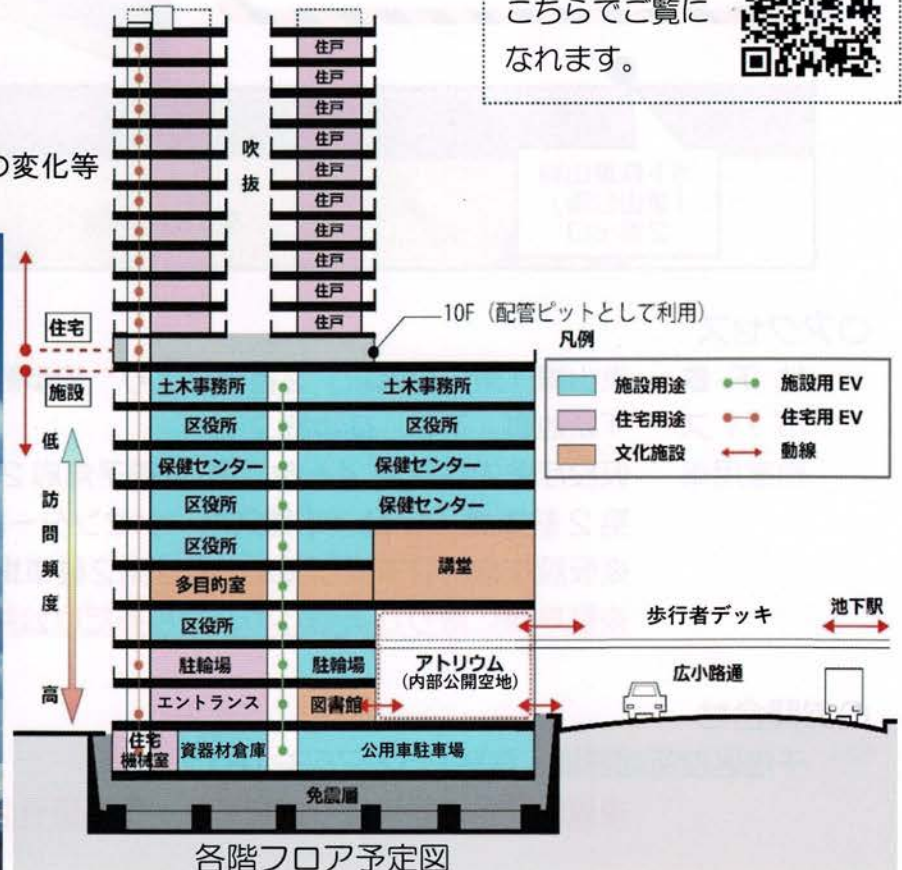 こちらでご覧に
なれます。
の変化等
住戸
住戸
住戸
住戸
住戸
住戸
住戸
住戸
住戸
住戸
吹抜
10F（配管ピットとして利用）
住宅
施設
低
訪問頻度
高
凡例
施設用途
住宅用途
文化施設
施設用 EV
住宅用 EV
動線
土木事務所
土木事務所
区役所
区役所
保健センター
保健センター
区役所
保健センター
区役所
講堂
多目的室
区役所
歩行者デッキ
池下駅
駐輪場
駐輪場
アトリウム
（内部公開空地）
広小路通
エントランス
図書館
住宅
機械室
資器材倉庫
公用車駐車場
免震層
各階フロア予定図